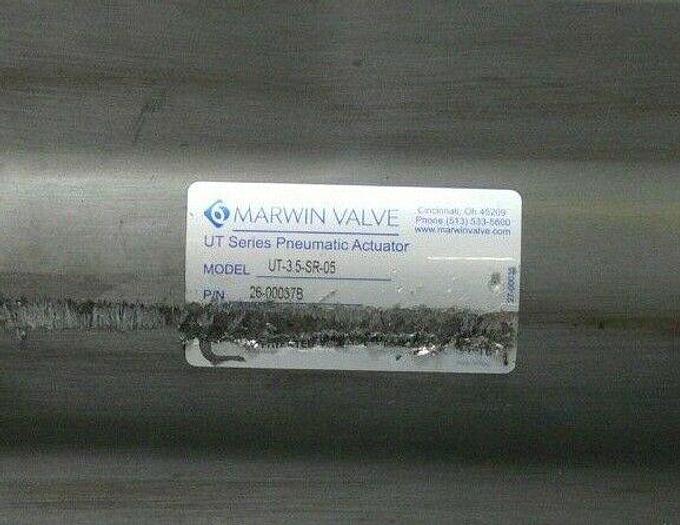 MARWIN VALVE
Cincinnati, Oh 45209
Phone (513) 533-5600
www.marwinvalve.com
UT Series Pneumatic Actuator
MODEL UT-3.5-SR-05
P/N 26-00037B